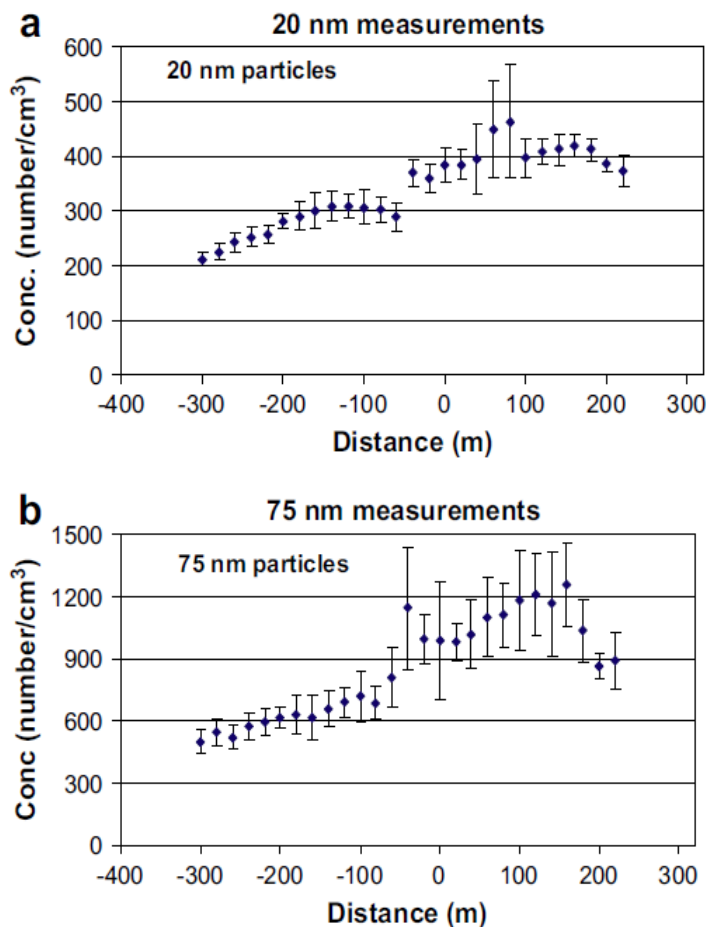 a
20 nm measurements
20 nm particles
Conc. (number/cm³)
600
500
400
300
200
100
0
-400 -300 -200 -100 0 100 200 300
Distance (m)
b
75 nm measurements
75 nm particles
Conc (number/cm³)
1500
1200
900
600
300
0
-400 -300 -200 -100 0 100 200 300
Distance (m)